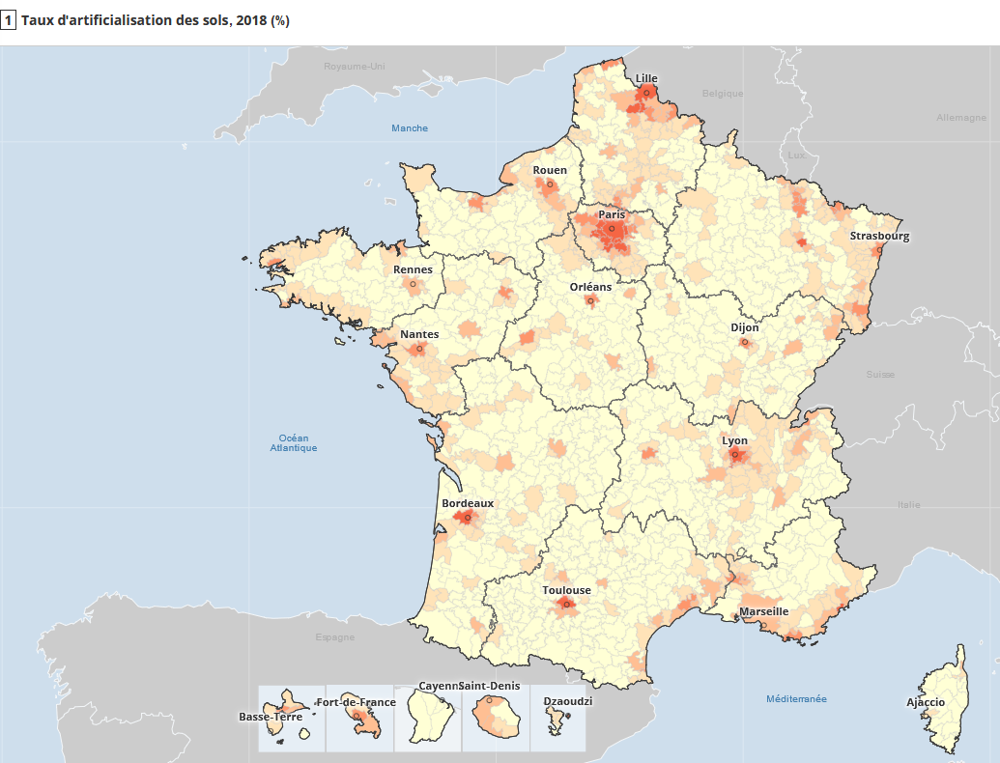 1 Taux d'artificialisation des sols, 2018 (%)
Royaume-Uni
Lille
Belgique
Allemagne
Manche
Lux.
Rouen
Paris
Strasbourg
Rennes
Orléans
Dijon
Nantes
Suisse
Océan
Atlantique
Lyon
Bordeaux
Italie
Toulouse
Marseille
Espagne
Cayenn
Saint-Denis
Fort-de-France
Dzaoudzi
Basse-Terre
Méditerranée
Ajaccio